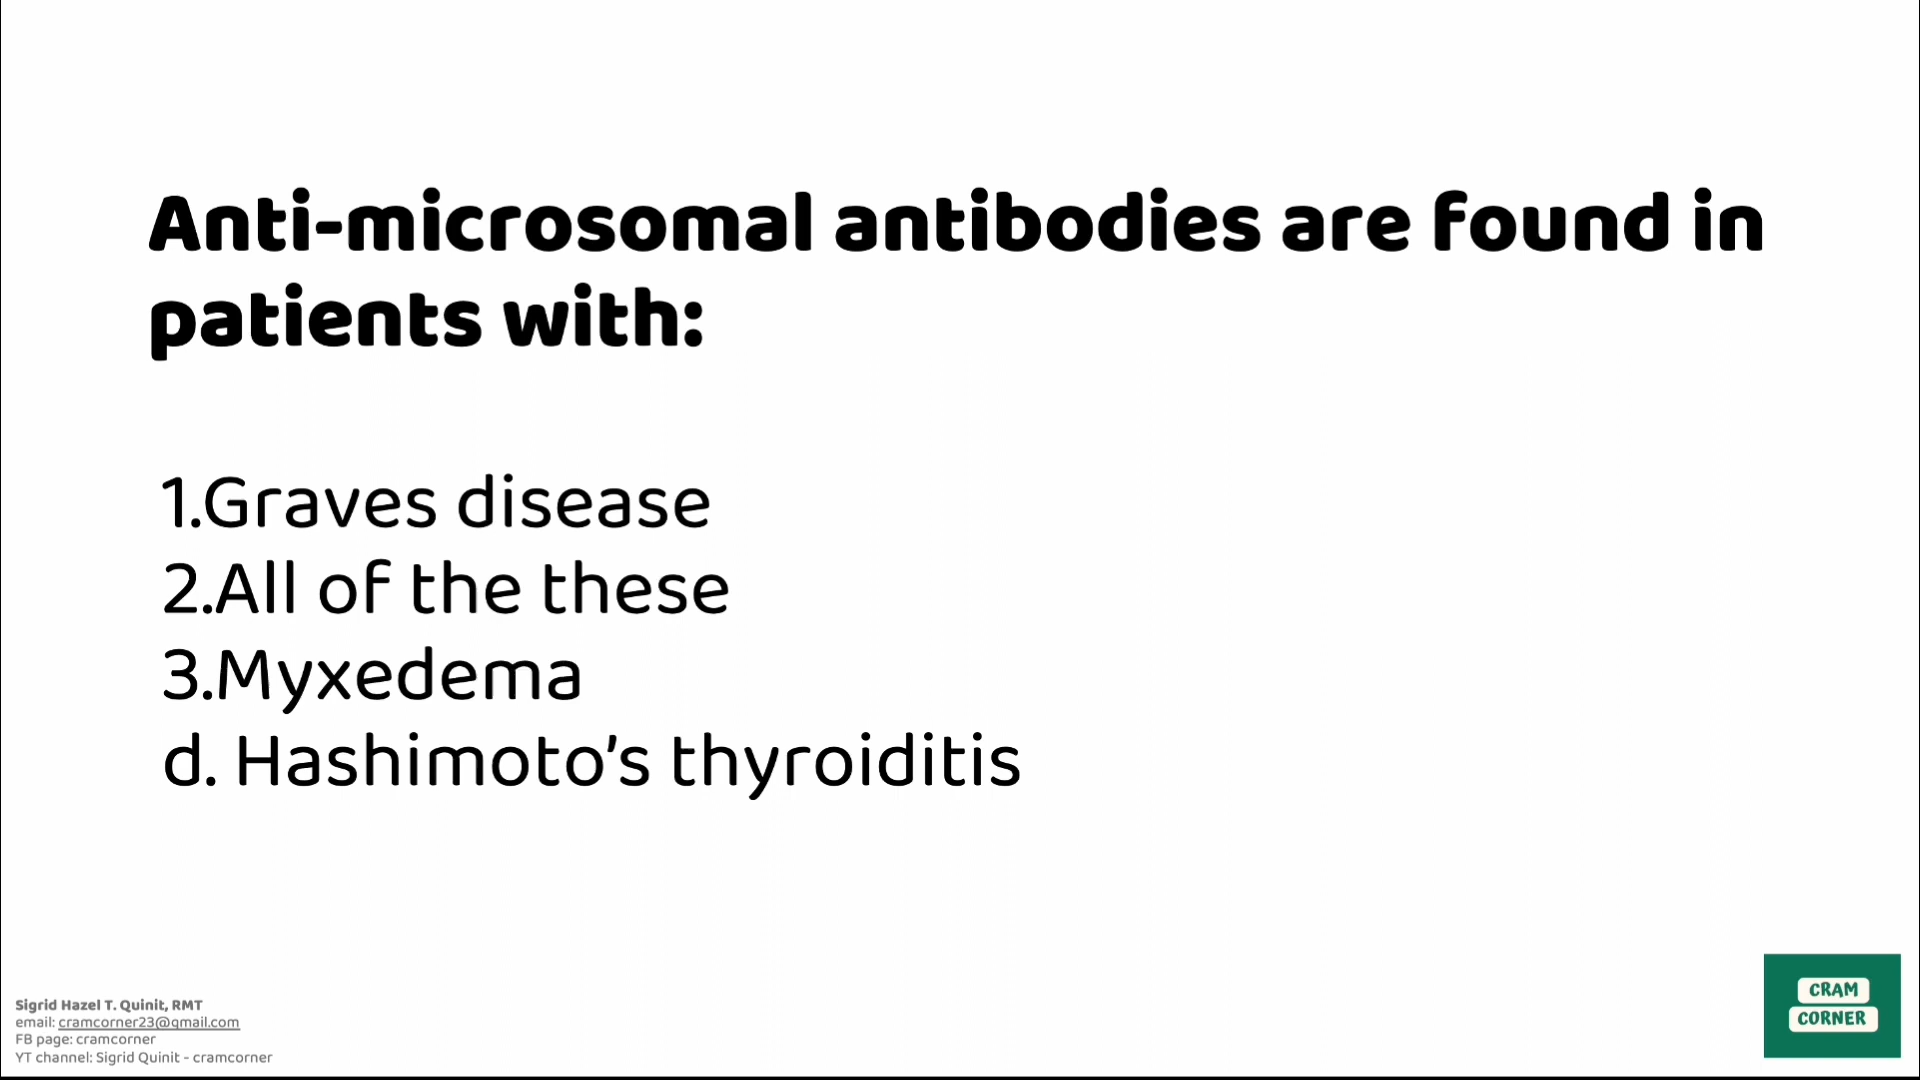 Anti-microsomal antibodies are found in
patients with:
1.Graves disease
2.All of the these
3.Myxedema
d. Hashimoto's thyroiditis
Sigrid Hazel T. Quinit, RMT
email: cramcorner23@gmail.com
FB page: cramcorner
YT channel: Sigrid Quinit - cramcorner
CRAM
CORNER